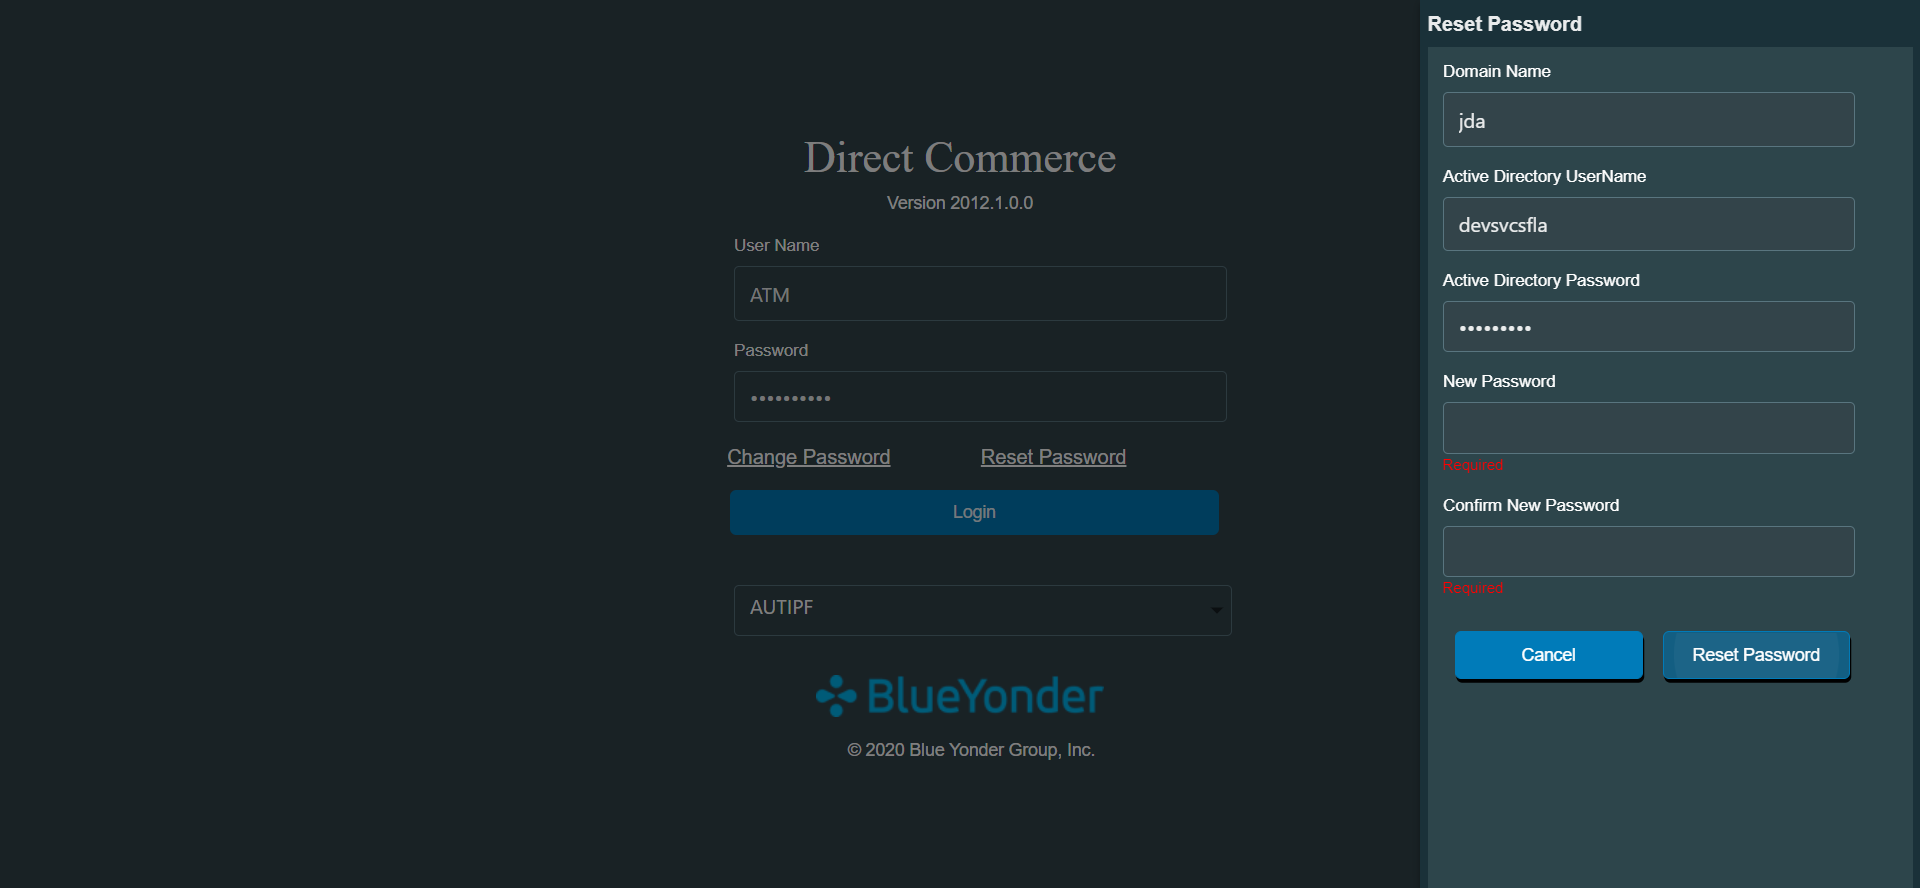 Direct Commerce
Version 2012.1.0.0
User Name
ATM
Password
••••••••••
Change Password
Reset Password
Login
AUTIPF
BlueYonder
© 2020 Blue Yonder Group, Inc.
Reset Password
Domain Name
jda
Active Directory UserName
devsvcsfla
Active Directory Password
•••••••••
New Password
Required
Confirm New Password
Required
Cancel
Reset Password